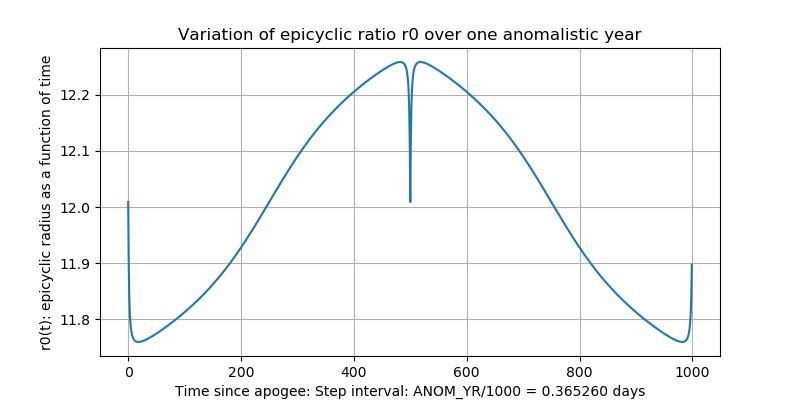 Variation of epicyclic ratio r0 over one anomalistic year
r0(t): epicyclic radius as a function of time
12.2
12.1
12.0
11.9
11.8
0 200 400 600 800 1000
Time since apogee: Step interval: ANOM_YR/1000 = 0.365260 days